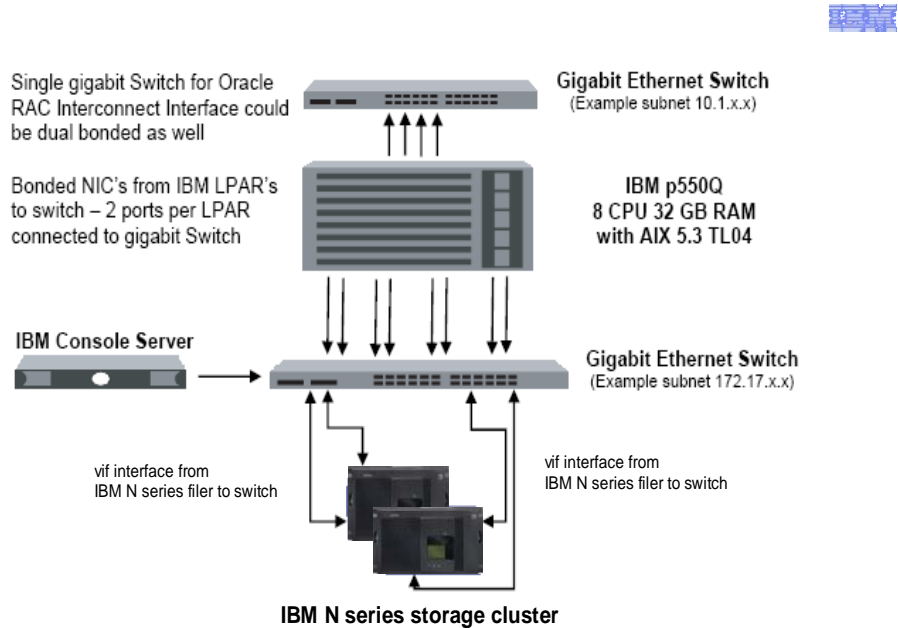 Single gigabit Switch for Oracle
RAC Interconnect Interface could
be dual bonded as well
Gigabit Ethernet Switch
(Example subnet 10.1.x.x)
Bonded NIC's from IBM LPAR's
to switch – 2 ports per LPAR
connected to gigabit Switch
IBM p550Q
8 CPU 32 GB RAM
with AIX 5.3 TL04
IBM Console Server
Gigabit Ethernet Switch
(Example subnet 172.17.x.x)
vif interface from
IBM N series filer to switch
vif interface from
IBM N series filer to switch
IBM N series storage cluster